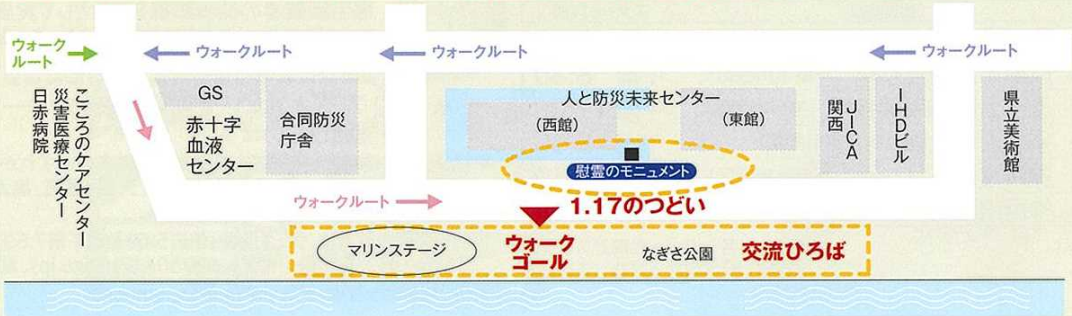 ウォーク
ルート
ウォークルート
ウォークルート
ウォークルート
こころのケアセンター
災害医療センター
日赤病院
GS
赤十字
血液
センター
合同防災
庁舎
人と防災未来センター
(西館)
(東館)
慰霊のモニュメント
JICA
関西
IHDビル
県立美術館
ウォークルート
1.17のつどい
マリンステージ
ウォーク
ゴール
なぎさ公園
交流ひろば